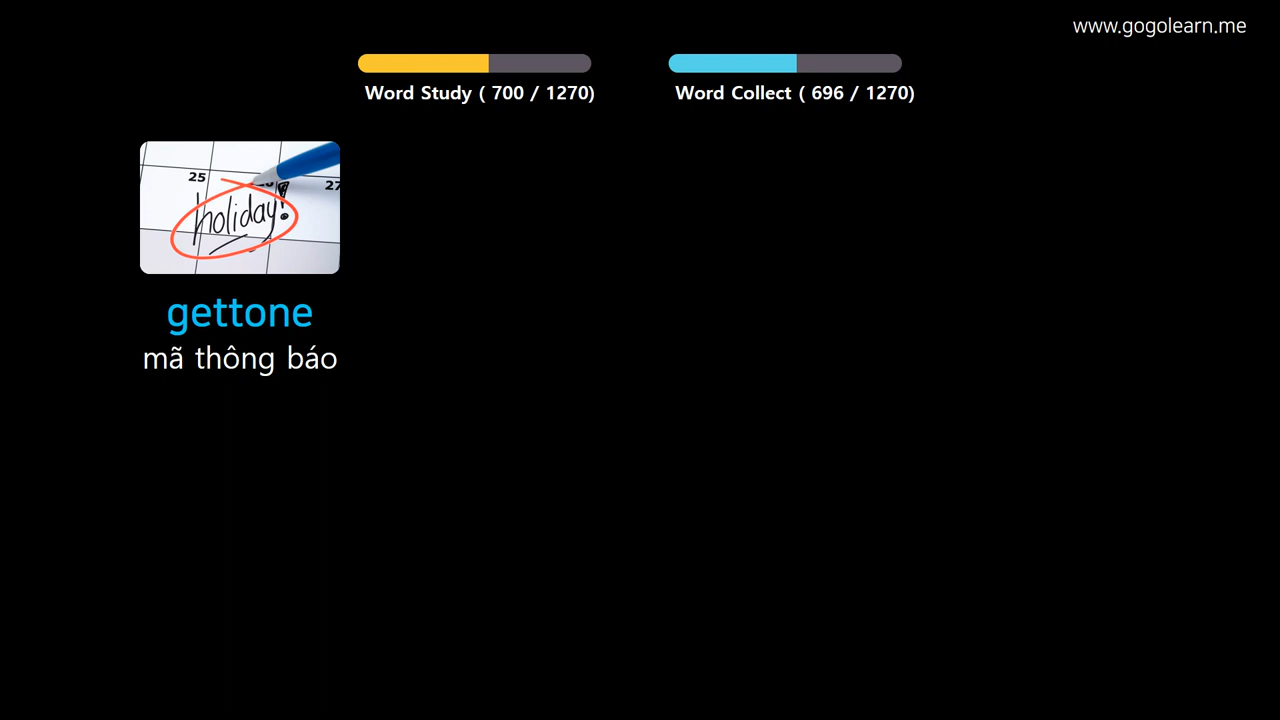 www.gogolearn.me
Word Study ( 700 / 1270)
Word Collect ( 696 / 1270)
25
27
holiday!
gettone
mã thông báo